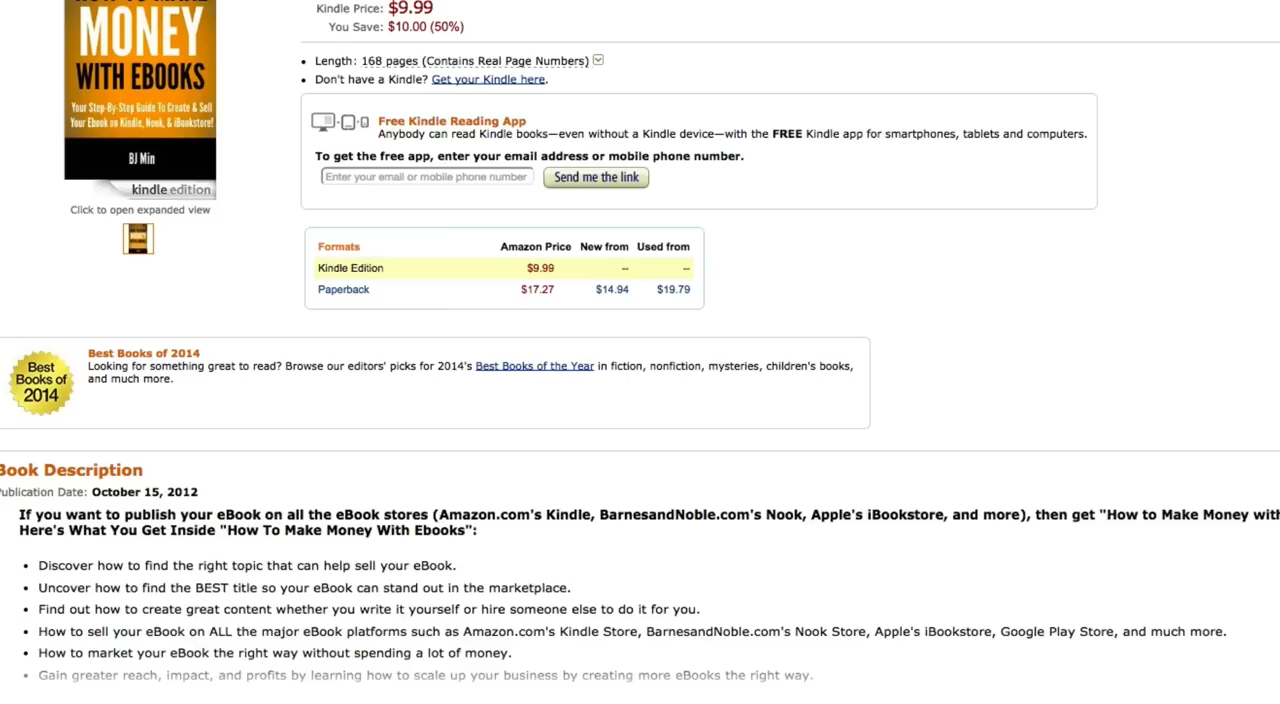 MONEY
WITH EBOOKS
Your Step-By-Step Guide To Create & Sell
Your Ebook on Kindle, Nook, & iBookstore!
BJ Min
kindle edition
Click to open expanded view
Kindle Price: $9.99
You Save: $10.00 (50%)
Length: 168 pages (Contains Real Page Numbers)
Don't have a Kindle? Get your Kindle here.
Free Kindle Reading App
Anybody can read Kindle books—even without a Kindle device—with the FREE Kindle app for smartphones, tablets and computers.
To get the free app, enter your email address or mobile phone number.
Enter your email or mobile phone number Send me the link
Formats Amazon Price New from Used from
Kindle Edition $9.99 -- --
Paperback $17.27 $14.94 $19.79
Best Books of 2014
Best Books of 2014
Looking for something great to read? Browse our editors' picks for 2014's Best Books of the Year in fiction, nonfiction, mysteries, children's books,
and much more.
Book Description
Publication Date: October 15, 2012
If you want to publish your eBook on all the eBook stores (Amazon.com's Kindle, BarnesandNoble.com's Nook, Apple's iBookstore, and more), then get "How to Make Money with
Here's What You Get Inside "How To Make Money With Ebooks":
Discover how to find the right topic that can help sell your eBook.
Uncover how to find the BEST title so your eBook can stand out in the marketplace.
Find out how to create great content whether you write it yourself or hire someone else to do it for you.
How to sell your eBook on ALL the major eBook platforms such as Amazon.com's Kindle Store, BarnesandNoble.com's Nook Store, Apple's iBookstore, Google Play Store, and much more.
How to market your eBook the right way without spending a lot of money.
Gain greater reach, impact, and profits by learning how to scale up your business by creating more eBooks the right way.